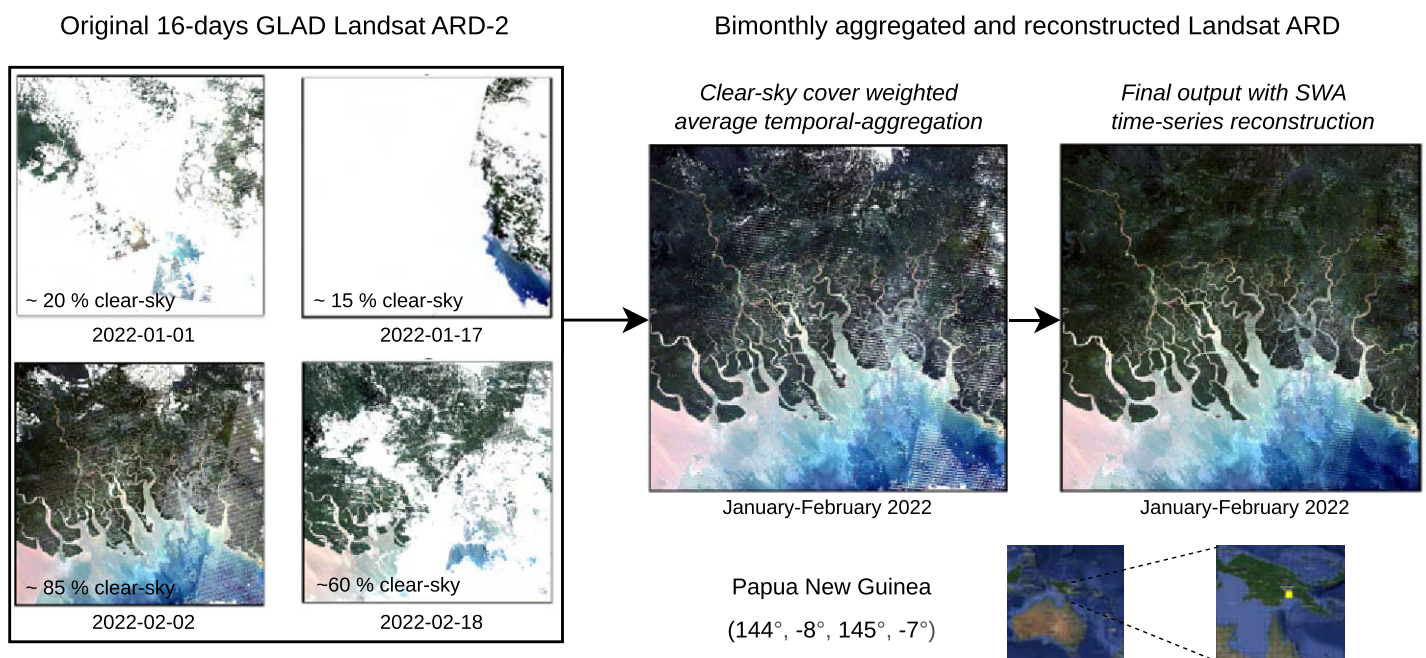 Original 16-days GLAD Landsat ARD-2
~ 20 % clear-sky
2022-01-01
~ 15 % clear-sky
2022-01-17
~ 85 % clear-sky
2022-02-02
~60 % clear-sky
2022-02-18
Bimonthly aggregated and reconstructed Landsat ARD
Clear-sky cover weighted
average temporal-aggregation
January-February 2022
Final output with SWA
time-series reconstruction
January-February 2022
Papua New Guinea
(144°, -8°, 145°, -7°)